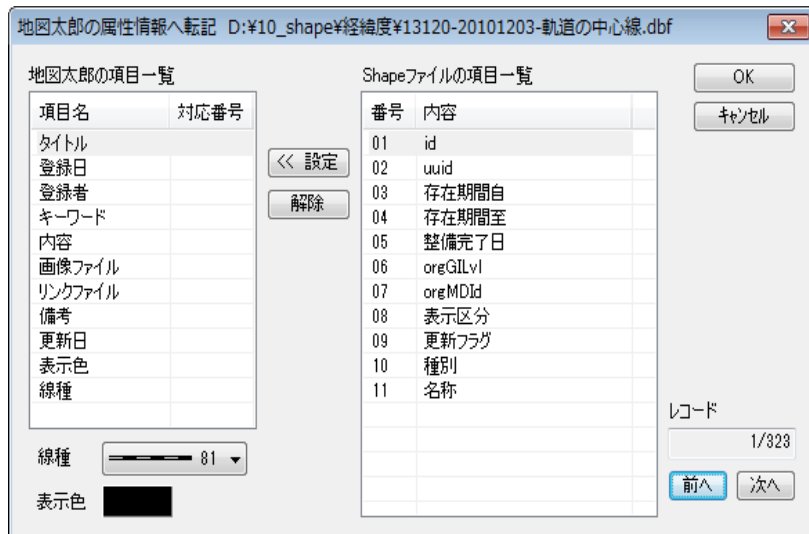 地図太郎の属性情報へ転記 D:¥10_shape¥経緯度¥13120-20101203-軌道の中心線.dbf
地図太郎の項目一覧
項目名 対応番号
タイトル
登録日
登録者
キーワード
内容
画像ファイル
リンクファイル
備考
更新日
表示色
線種
線種 81
表示色
<< 設定
解除
Shapeファイルの項目一覧
番号 内容
01 id
02 uuid
03 存在期間自
04 存在期間至
05 整備完了日
06 orgGILvl
07 orgMDId
08 表示区分
09 更新フラグ
10 種別
11 名称
OK
キャンセル
レコード
1/323
前へ 次へ